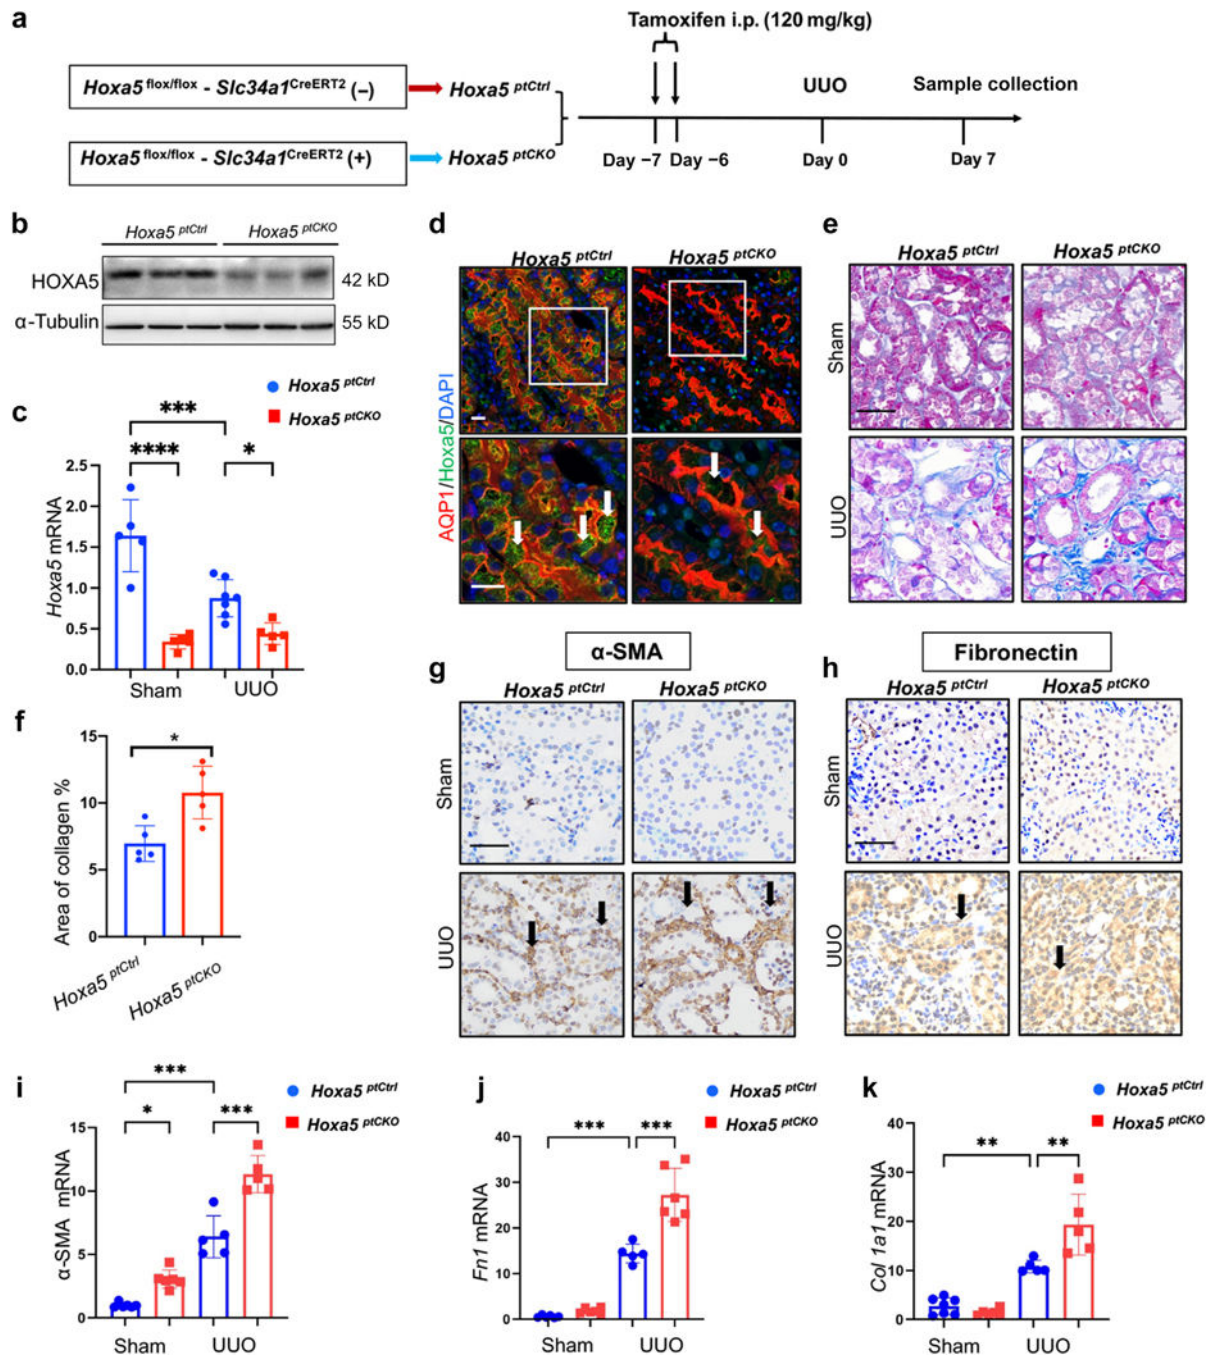 a
Tamoxifen i.p. (120 mg/kg)
Hoxa5 flox/flox - Slc34a1 CreERT2 (–)
Hoxa5 ptCtrl
UUO
Sample collection
Hoxa5 flox/flox - Slc34a1 CreERT2 (+)
Hoxa5 ptCKO
Day –7
Day –6
Day 0
Day 7
b
Hoxa5 ptCtrl
Hoxa5 ptCKO
HOXA5
42 kD
α-Tubulin
55 kD
c
Hoxa5 ptCtrl
Hoxa5 ptCKO
***
****
*
Hoxa5 mRNA
2.5
2.0
1.5
1.0
0.5
0.0
Sham
UUO
d
Hoxa5 ptCtrl
Hoxa5 ptCKO
AQP1/Hoxa5/DAPI
e
Hoxa5 ptCtrl
Hoxa5 ptCKO
Sham
UUO
f
*
Area of collagen %
15
10
5
0
Hoxa5 ptCtrl
Hoxa5 ptCKO
α-SMA
g
Hoxa5 ptCtrl
Hoxa5 ptCKO
Sham
UUO
Fibronectin
h
Hoxa5 ptCtrl
Hoxa5 ptCKO
Sham
UUO
i
Hoxa5 ptCtrl
Hoxa5 ptCKO
***
*
***
α-SMA mRNA
15
10
5
0
Sham
UUO
j
Hoxa5 ptCtrl
Hoxa5 ptCKO
***
***
Fn1 mRNA
40
30
20
10
0
Sham
UUO
k
Hoxa5 ptCtrl
Hoxa5 ptCKO
**
**
Col 1a1 mRNA
40
30
20
10
0
Sham
UUO